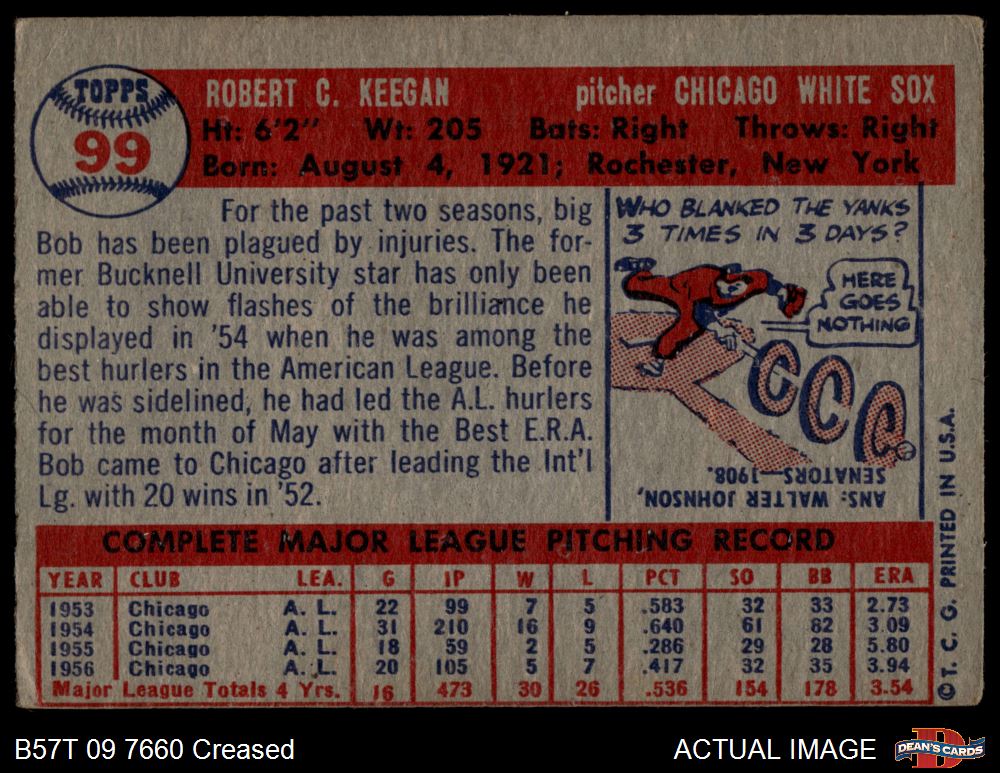 TOPPS
99
ROBERT C. KEEGAN pitcher CHICAGO WHITE SOX
Ht: 6'2" Wt: 205 Bats: Right Throws: Right
Born: August 4, 1921; Rochester, New York
For the past two seasons, big
Bob has been plagued by injuries. The for-
mer Bucknell University star has only been
able to show flashes of the brilliance he
displayed in '54 when he was among the
best hurlers in the American League. Before
he was sidelined, he had led the A.L. hurlers
for the month of May with the Best E.R.A.
Bob came to Chicago after leading the Int'l
Lg. with 20 wins in '52.
WHO BLANKED THE YANKS
3 TIMES IN 3 DAYS?
HERE
GOES
NOTHING
ANS: WALTER JOHNSON,
SENATORS—1908.
COMPLETE MAJOR LEAGUE PITCHING RECORD
YEAR CLUB LEA. G IP W L PCT SO BB ERA
1953 Chicago A. L. 22 99 7 5 .583 32 33 2.73
1954 Chicago A. L. 31 210 16 9 .640 61 82 3.09
1955 Chicago A. L. 18 59 2 5 .286 29 28 5.80
1956 Chicago A. L. 20 105 5 7 .417 32 35 3.94
Major League Totals 4 Yrs. 16 473 30 26 .536 154 178 3.54
© T. C. G. PRINTED IN U.S.A.
B57T 09 7660 Creased
ACTUAL IMAGE
DEAN'S CARDS